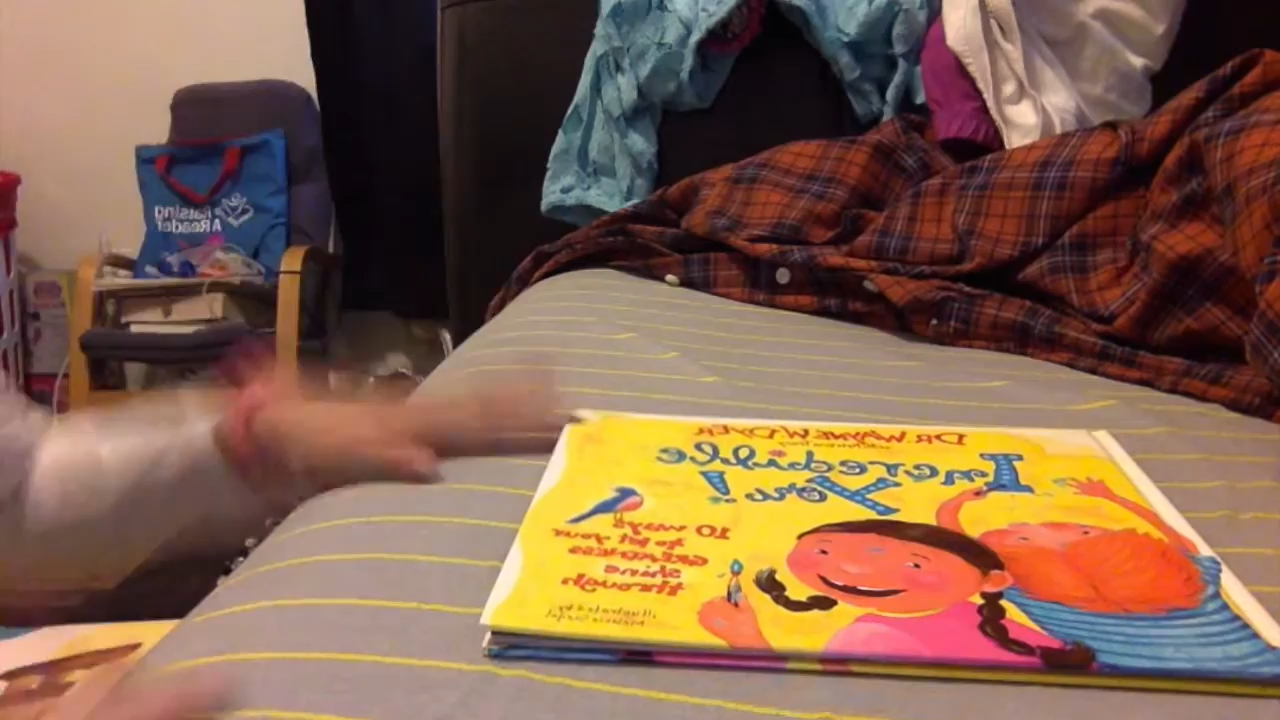 Raising
A Reader
DR. WAYNE W. DYER
Incredible
You!
10 ways
to let your
GREATNESS
shine
through
illustrated by